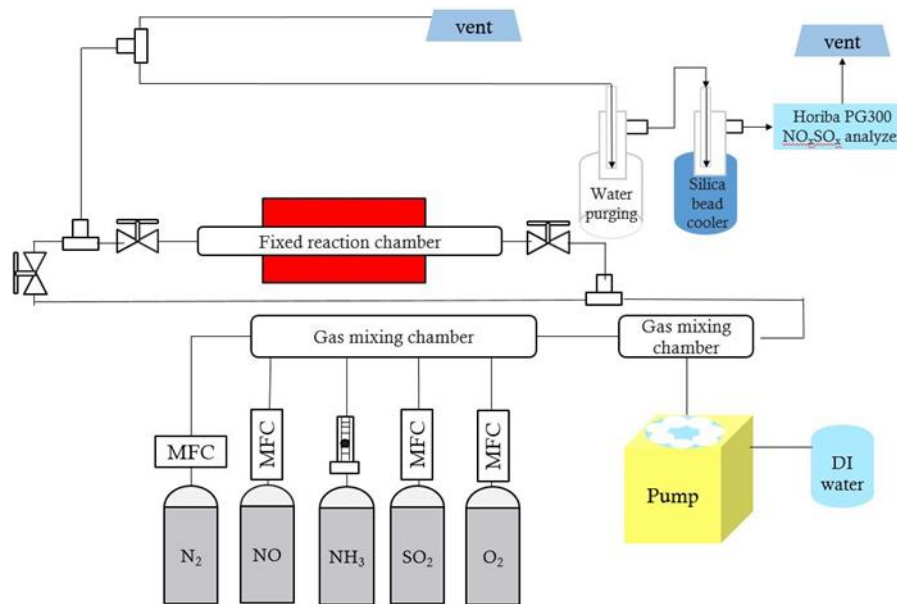 vent
vent
Horiba PG300
NOxSOx analyze
Water
purging
Silica
bead
cooler
Fixed reaction chamber
Gas mixing chamber
Gas mixing
chamber
MFC
MFC
MFC
MFC
Pump
DI
water
N₂
NO
NH₃
SO₂
O₂